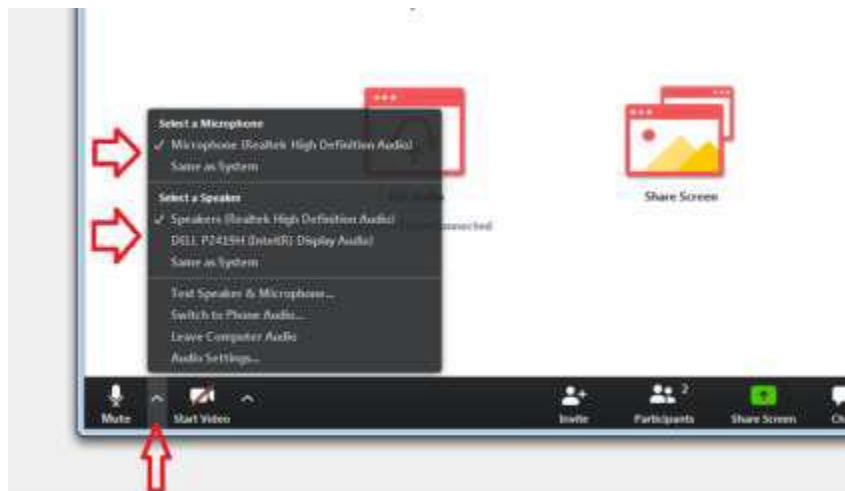 Select a Microphone
✓ Microphone (Realtek High Definition Audio)
Same as System
Select a Speaker
✓ Speakers (Realtek High Definition Audio)
DELL P2419H (Intel(R) Display Audio)
Same as System
Test Speaker & Microphone...
Switch to Phone Audio...
Leave Computer Audio
Audio Settings...
Share Screen
Mute
Start Video
Invite
Participants 2
Share Screen